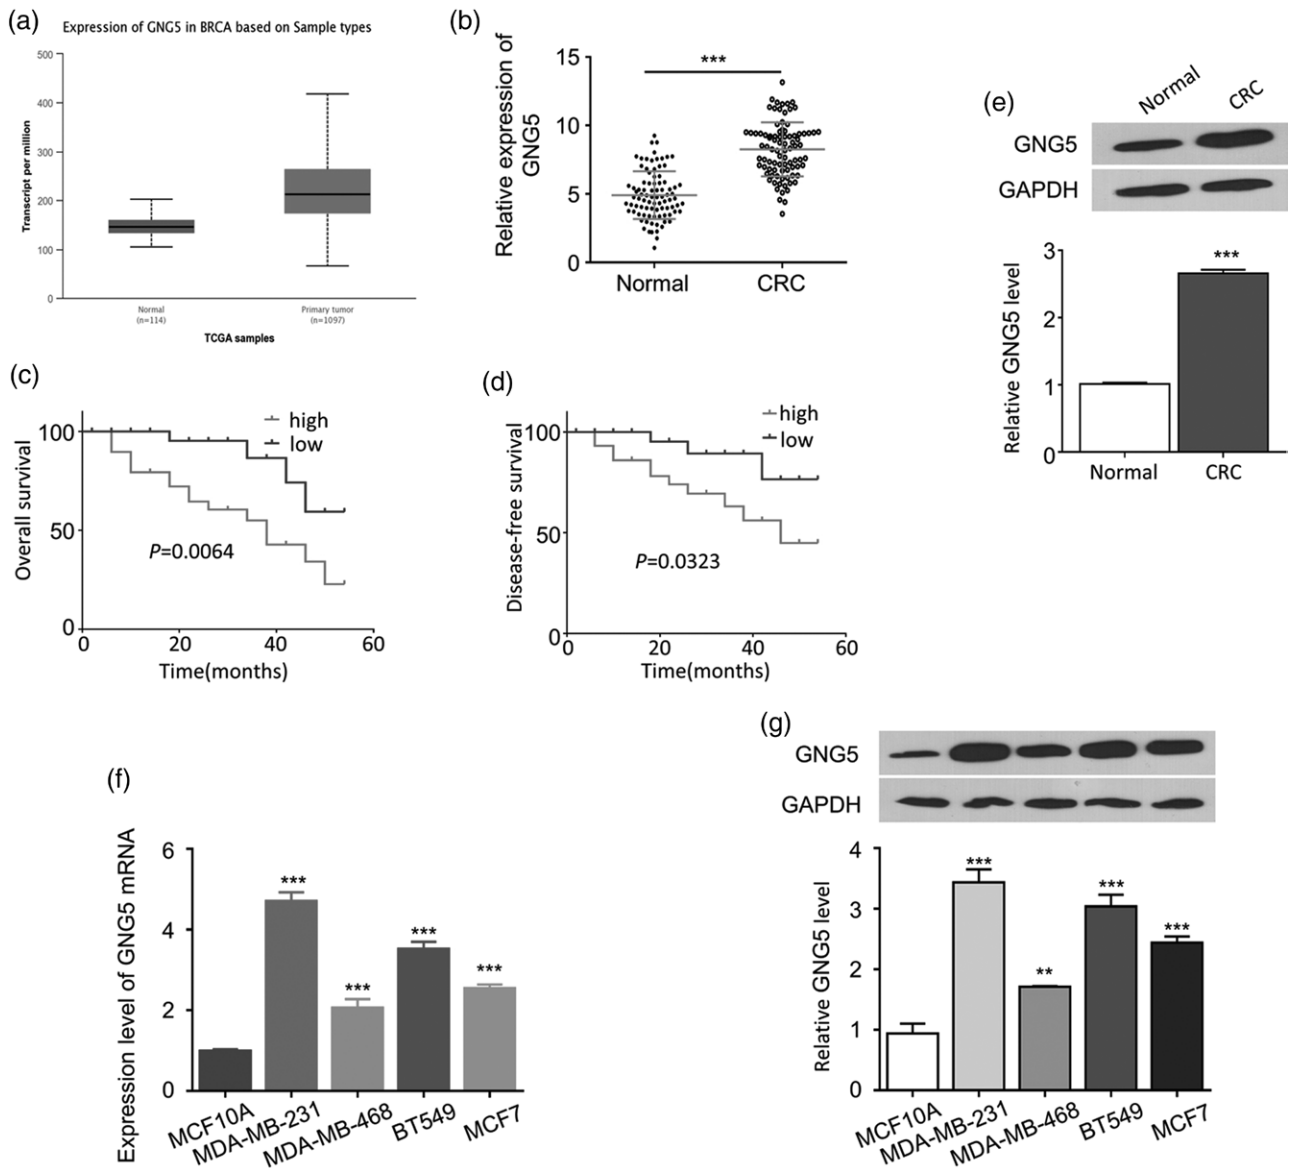 (a)
Expression of GNG5 in BRCA based on Sample types
Transcript per million
500
400
300
200
100
0
Normal
(n=114)
Primary tumor
(n=1097)
TCGA samples
(b)
Relative expression of
GNG5
15
10
5
0
***
Normal
CRC
(e)
Normal
CRC
GNG5
GAPDH
Relative GNG5 level
3
2
1
0
***
Normal
CRC
(c)
Overall survival
100
50
0
high
low
P=0.0064
0
20
40
60
Time(months)
(d)
Disease-free survival
100
50
0
high
low
P=0.0323
0
20
40
60
Time(months)
(f)
Expression level of GNG5 mRNA
6
4
2
0
***
***
***
***
MCF10A
MDA-MB-231
MDA-MB-468
BT549
MCF7
(g)
GNG5
GAPDH
Relative GNG5 level
4
3
2
1
0
***
**
***
***
MCF10A
MDA-MB-231
MDA-MB-468
BT549
MCF7